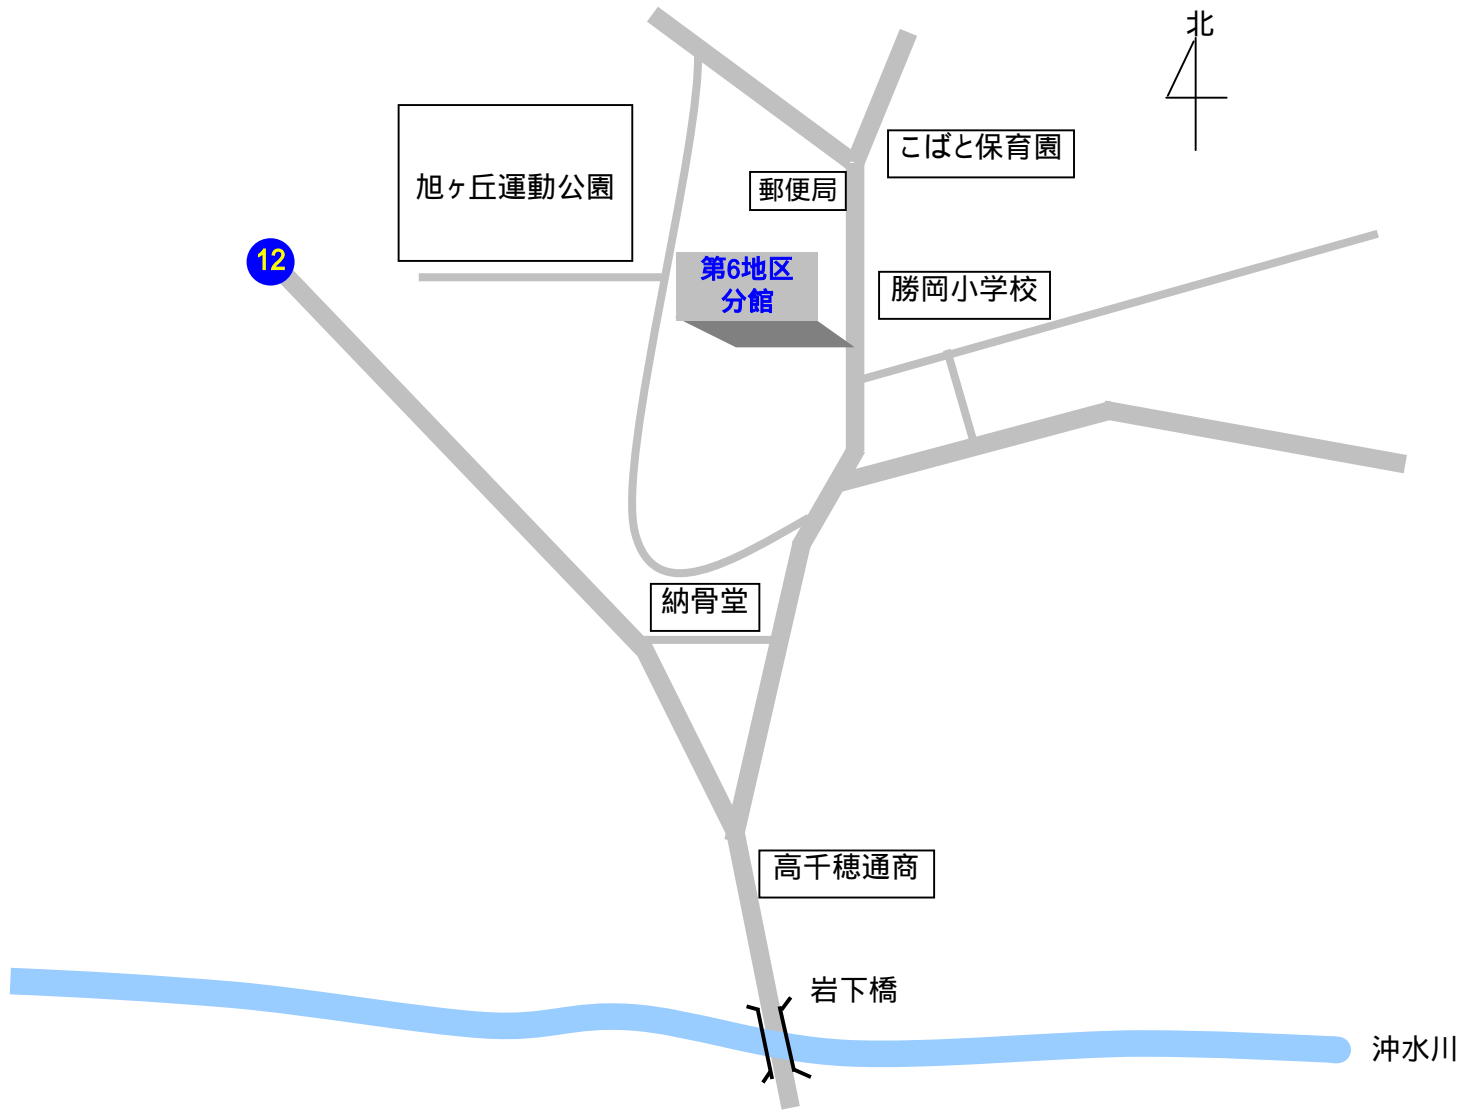 北
こばと保育園
旭ヶ丘運動公園
郵便局
12
第6地区
分館
勝岡小学校
納骨堂
高千穂通商
岩下橋
沖水川